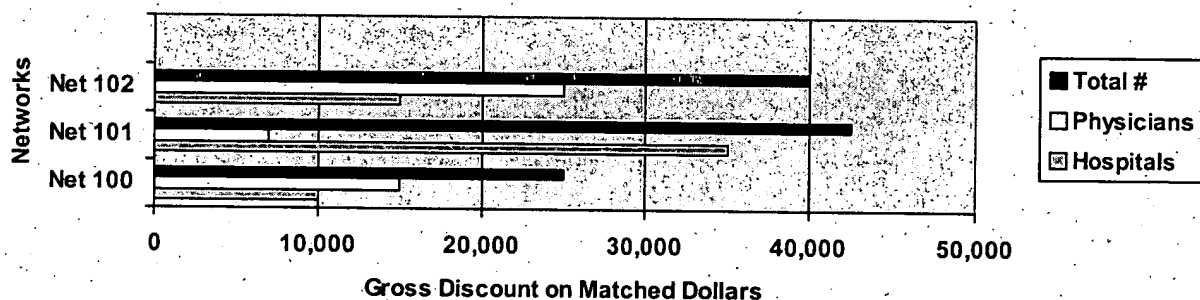 Networks
Net 102
Net 101
Net 100
0
10,000
20,000
30,000
40,000
50,000
Gross Discount on Matched Dollars
Total #
Physicians
Hospitals